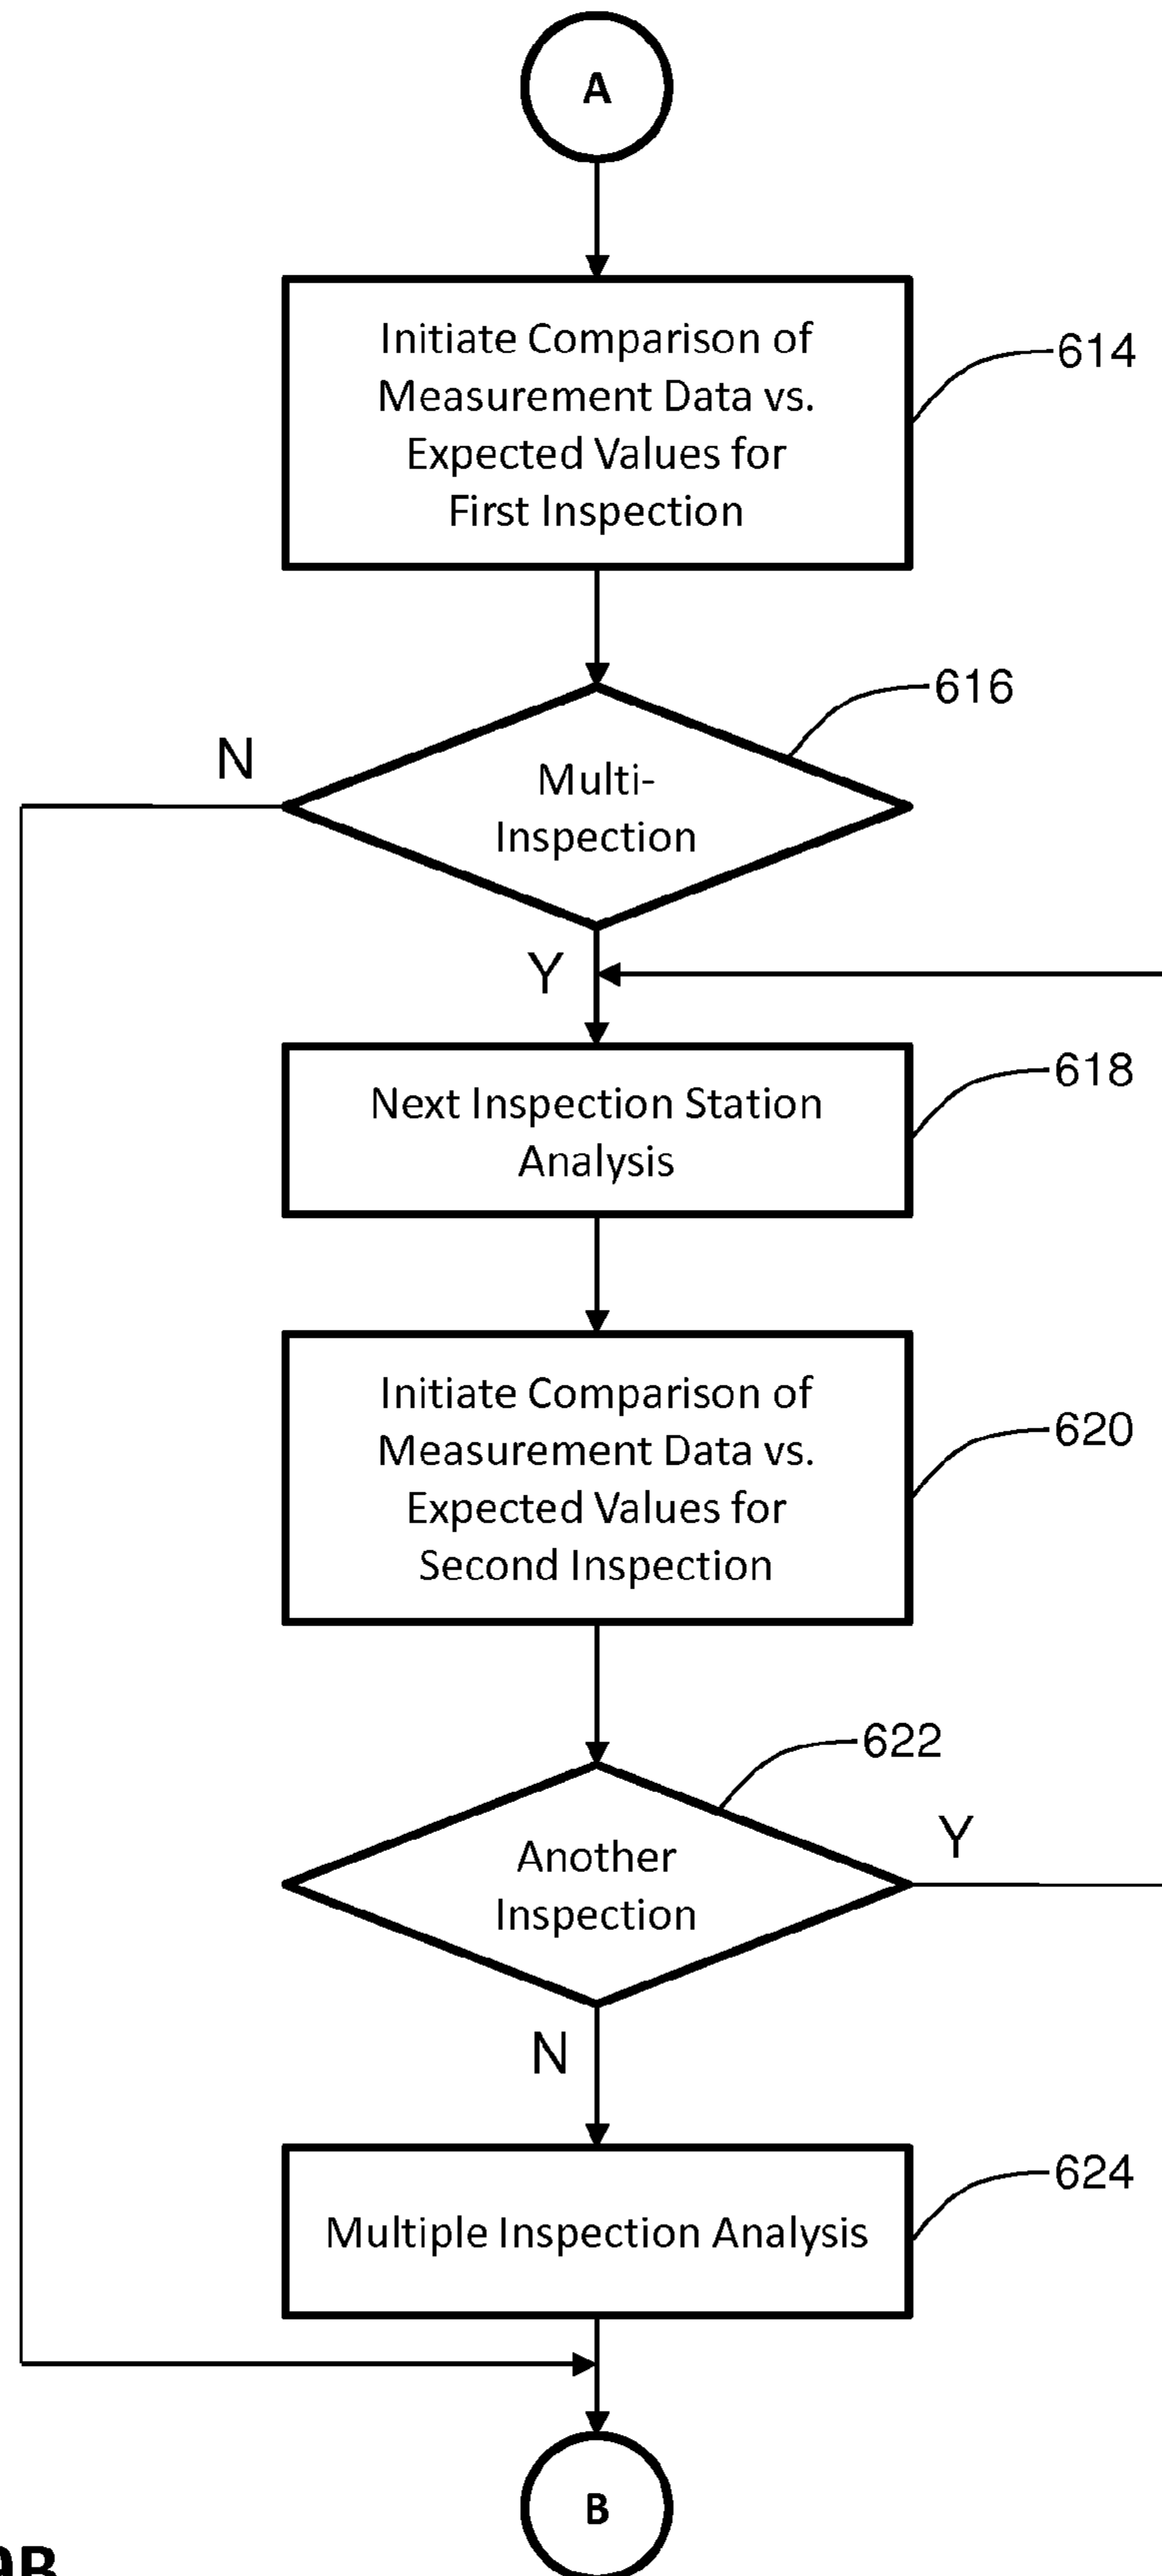 A
Initiate Comparison of
Measurement Data vs.
Expected Values for
First Inspection
614
616
N
Multi-
Inspection
Y
Next Inspection Station
Analysis
618
Initiate Comparison of
Measurement Data vs.
Expected Values for
Second Inspection
620
622
Another
Inspection
Y
N
Multiple Inspection Analysis
624
B